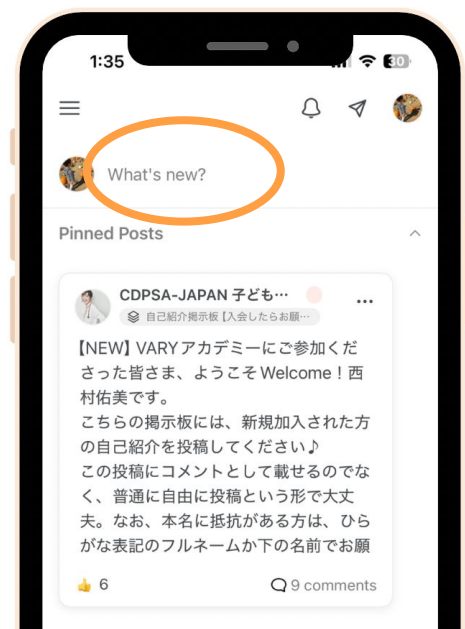 1:35
30
What's new?
Pinned Posts
CDPSA-JAPAN 子ども…
自己紹介掲示板【入会したらお願…
【NEW】VARYアカデミーにご参加くだ
さった皆さま、ようこそWelcome！西
村佑美です。
こちらの掲示板には、新規加入された方
の自己紹介を投稿してください♪
この投稿にコメントとして載せるのでな
く、普通に自由に投稿という形で大丈
夫。なお、本名に抵抗がある方は、ひら
がな表記のフルネームか下の名前でお願
👍 6
9 comments